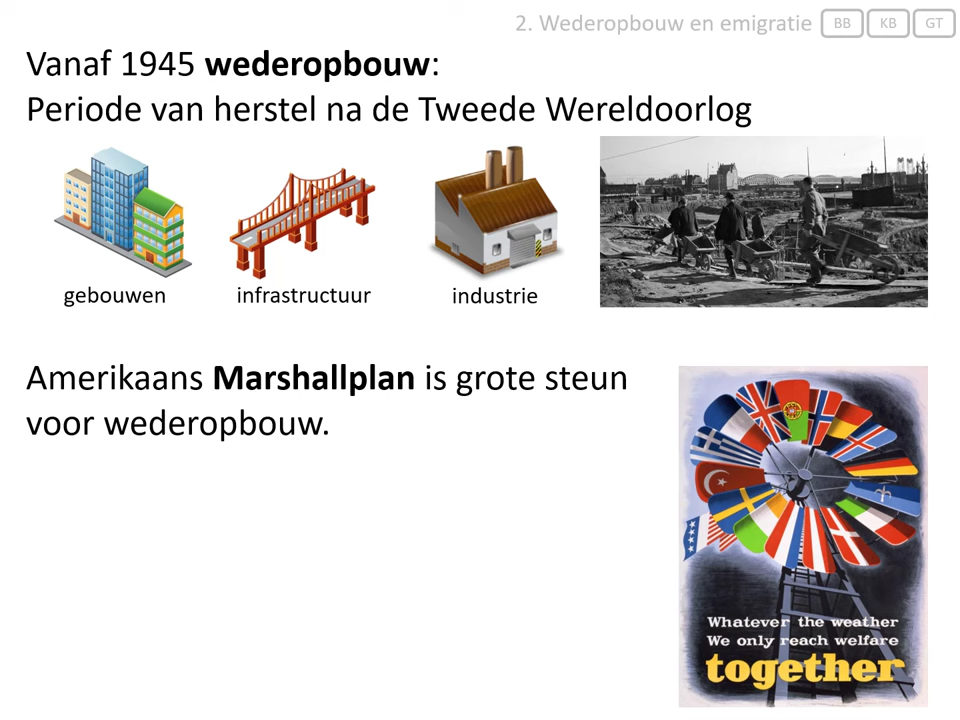 2. Wederopbouw en emigratie BB KB GT
Vanaf 1945 wederopbouw:
Periode van herstel na de Tweede Wereldoorlog
gebouwen infrastructuur industrie
Amerikaans Marshallplan is grote steun
voor wederopbouw.
Whatever the weather
We only reach welfare
together